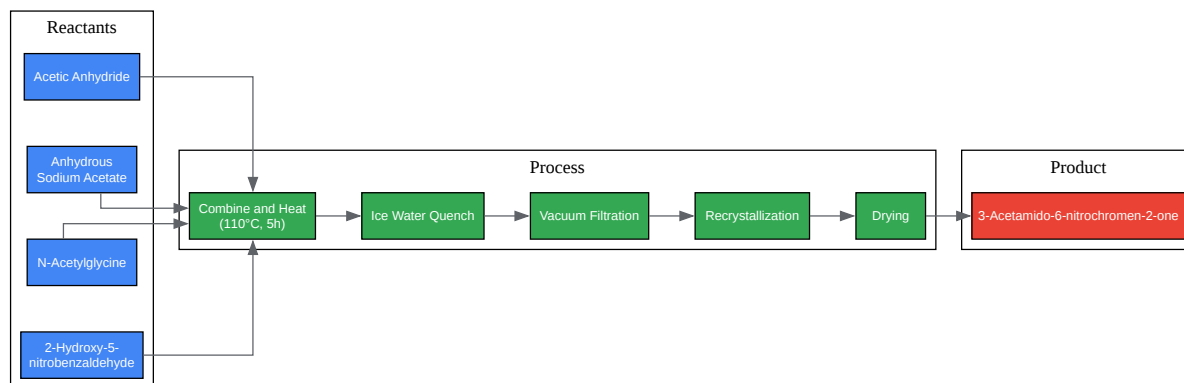 Reactants
Acetic Anhydride
Anhydrous
Sodium Acetate
N-Acetylglycine
2-Hydroxy-5-
nitrobenzaldehyde
Process
Combine and Heat
(110°C, 5h)
Ice Water Quench
Vacuum Filtration
Recrystallization
Drying
Product
3-Acetamido-6-nitrochromen-2-one